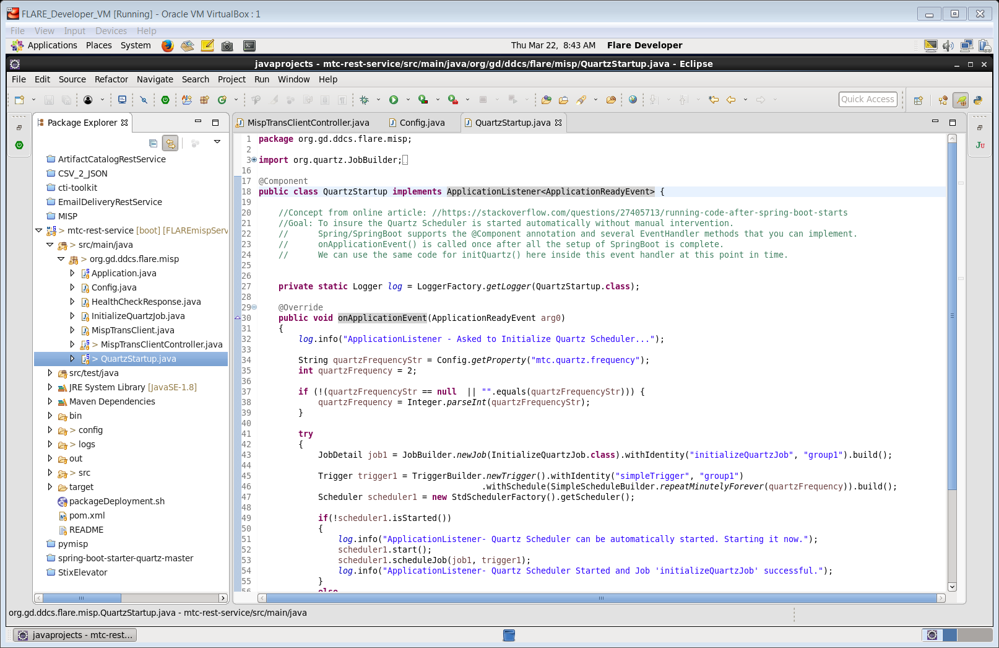 FLARE_Developer_VM [Running] - Oracle VM VirtualBox : 1
File View Input Devices Help
Applications Places System Thu Mar 22, 8:43 AM Flare Developer
javaprojects - mtc-rest-service/src/main/java/org/gd/ddcs/flare/misp/QuartzStartup.java - Eclipse
File Edit Source Refactor Navigate Search Project Run Window Help
Quick Access
Package Explorer
ArtifactCatalogRestService
CSV_2_JSON
cti-toolkit
EmailDeliveryRestService
MISP
> mtc-rest-service [boot] [FLAREmispServ
> src/main/java
> org.gd.ddcs.flare.misp
Application.java
Config.java
HealthCheckResponse.java
InitializeQuartzJob.java
MispTransClient.java
> MispTransClientController.java
> QuartzStartup.java
src/test/java
JRE System Library [JavaSE-1.8]
Maven Dependencies
bin
> config
> logs
out
> src
target
packageDeployment.sh
pom.xml
README
pymisp
spring-boot-starter-quartz-master
StixElevator
MispTransClientController.java Config.java QuartzStartup.java
1 package org.gd.ddcs.flare.misp;
2
3 import org.quartz.JobBuilder;
16
17 @Component
18 public class QuartzStartup implements ApplicationListener<ApplicationReadyEvent> {
19
20 //Concept from online article: //https://stackoverflow.com/questions/27405713/running-code-after-spring-boot-starts
21 //Goal: To insure the Quartz Scheduler is started automatically without manual intervention.
22 // Spring/SpringBoot supports the @Component annotation and several EventHandler methods that you can implement.
23 // onApplicationEvent() is called once after all the setup of SpringBoot is complete.
24 // We can use the same code for initQuartz() here inside this event handler at this point in time.
25
26
27 private static Logger log = LoggerFactory.getLogger(QuartzStartup.class);
28
29 @Override
30 public void onApplicationEvent(ApplicationReadyEvent arg0)
31 {
32 log.info("ApplicationListener - Asked to Initialize Quartz Scheduler...");
33
34 String quartzFrequencyStr = Config.getProperty("mtc.quartz.frequency");
35 int quartzFrequency = 2;
36
37 if (!(quartzFrequencyStr == null || "".equals(quartzFrequencyStr))) {
38 quartzFrequency = Integer.parseInt(quartzFrequencyStr);
39 }
40
41 try
42 {
43 JobDetail job1 = JobBuilder.newJob(InitializeQuartzJob.class).withIdentity("initializeQuartzJob", "group1").build();
44
45 Trigger trigger1 = TriggerBuilder.newTrigger().withIdentity("simpleTrigger", "group1")
46 .withSchedule(SimpleScheduleBuilder.repeatMinutelyForever(quartzFrequency)).build();
47 Scheduler scheduler1 = new StdSchedulerFactory().getScheduler();
48
49 if(!scheduler1.isStarted())
50 {
51 log.info("ApplicationListener- Quartz Scheduler can be automatically started. Starting it now.");
52 scheduler1.start();
53 scheduler1.scheduleJob(job1, trigger1);
54 log.info("ApplicationListener- Quartz Scheduler Started and Job 'initializeQuartzJob' successful.");
55 }
56 else
org.gd.ddcs.flare.misp.QuartzStartup.java - mtc-rest-service/src/main/java
javaprojects - mtc-rest...